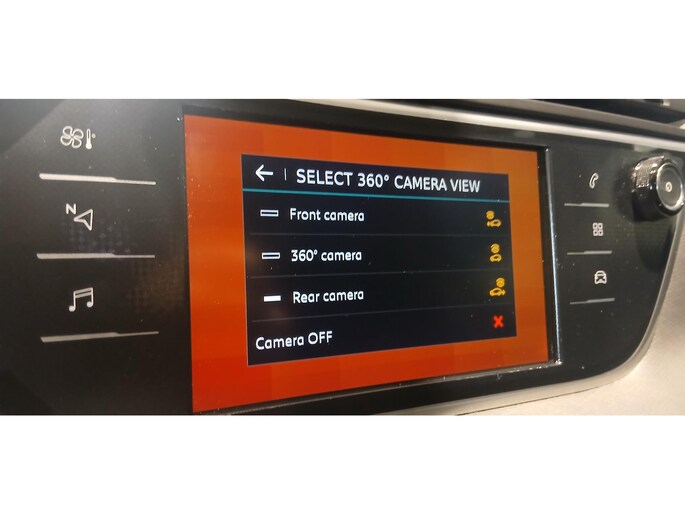 SELECT 360° CAMERA VIEW
Front camera
360° camera
Rear camera
Camera OFF
N